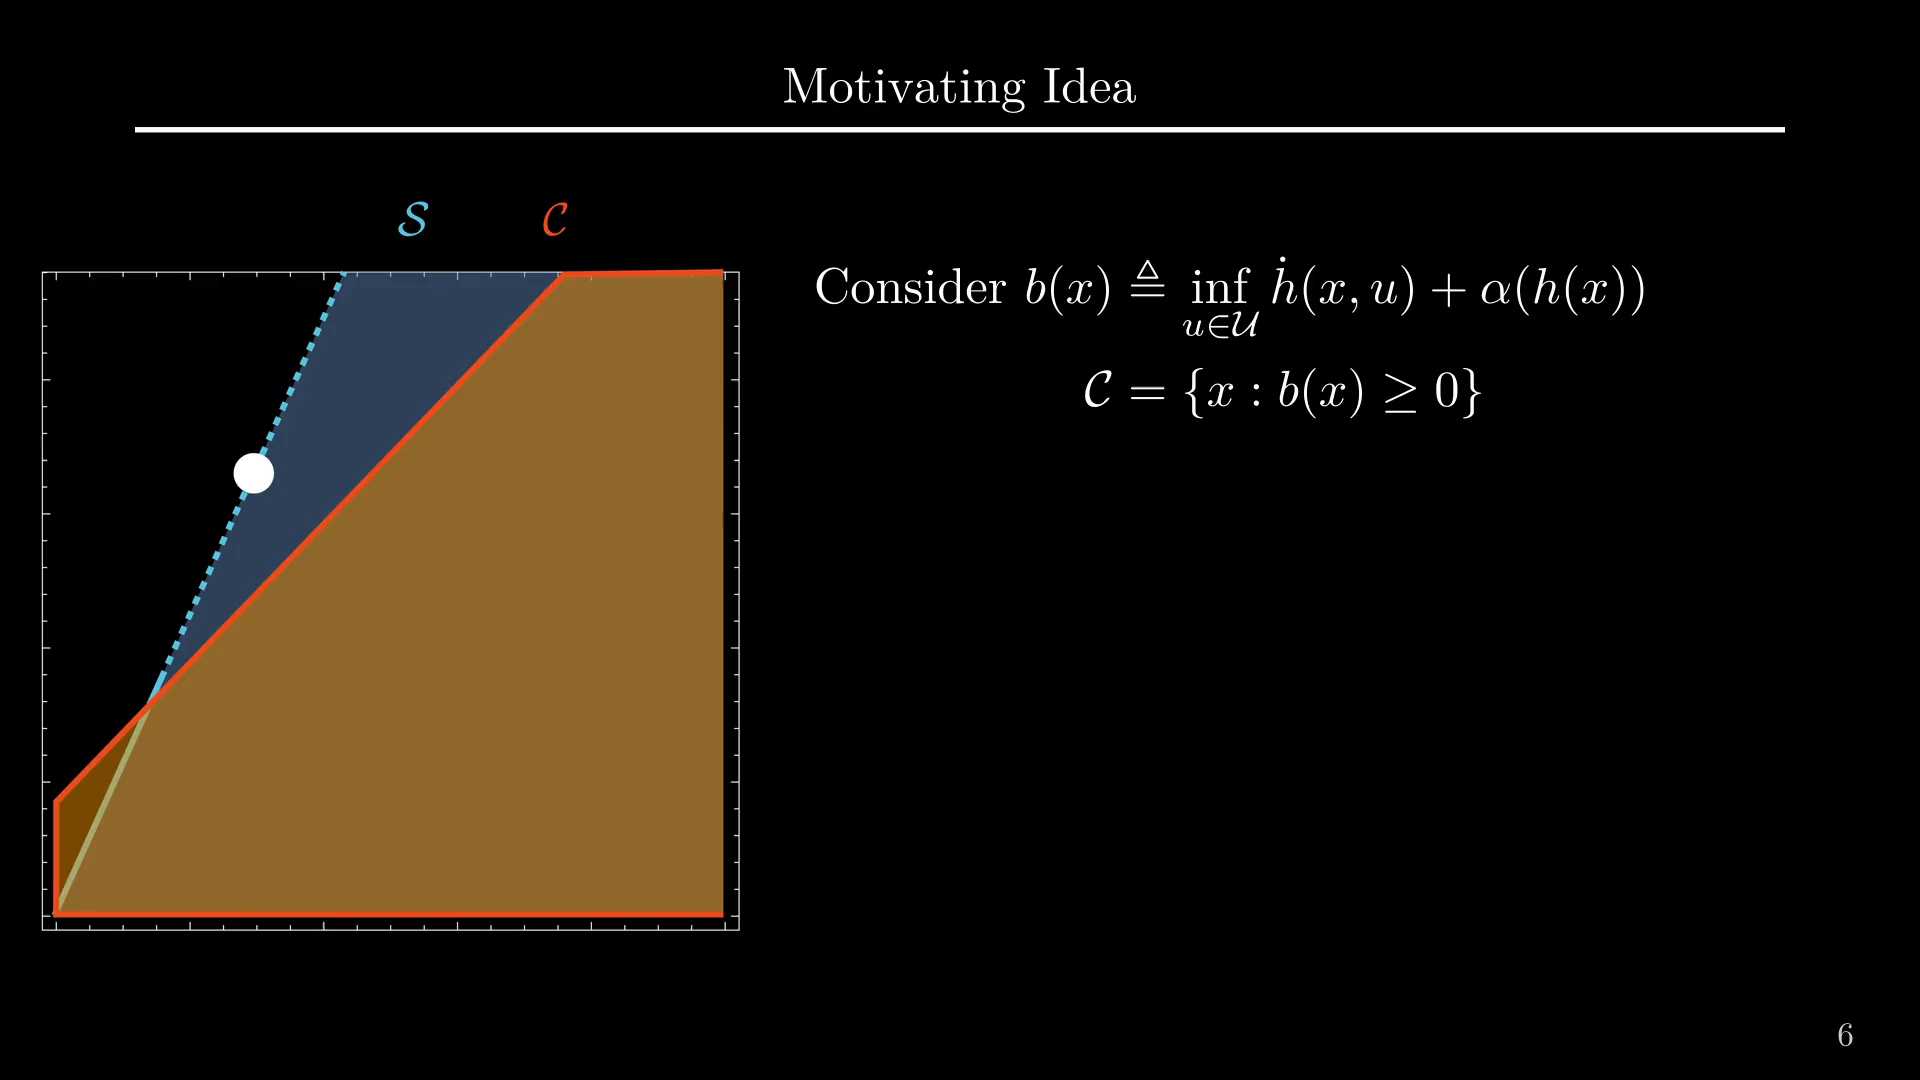 Motivating Idea
𝒮 𝒞
Consider b(x) ≜ inf_{u∈𝒰} ḣ(x, u) + α(h(x))
𝒞 = {x : b(x) ≥ 0}
6